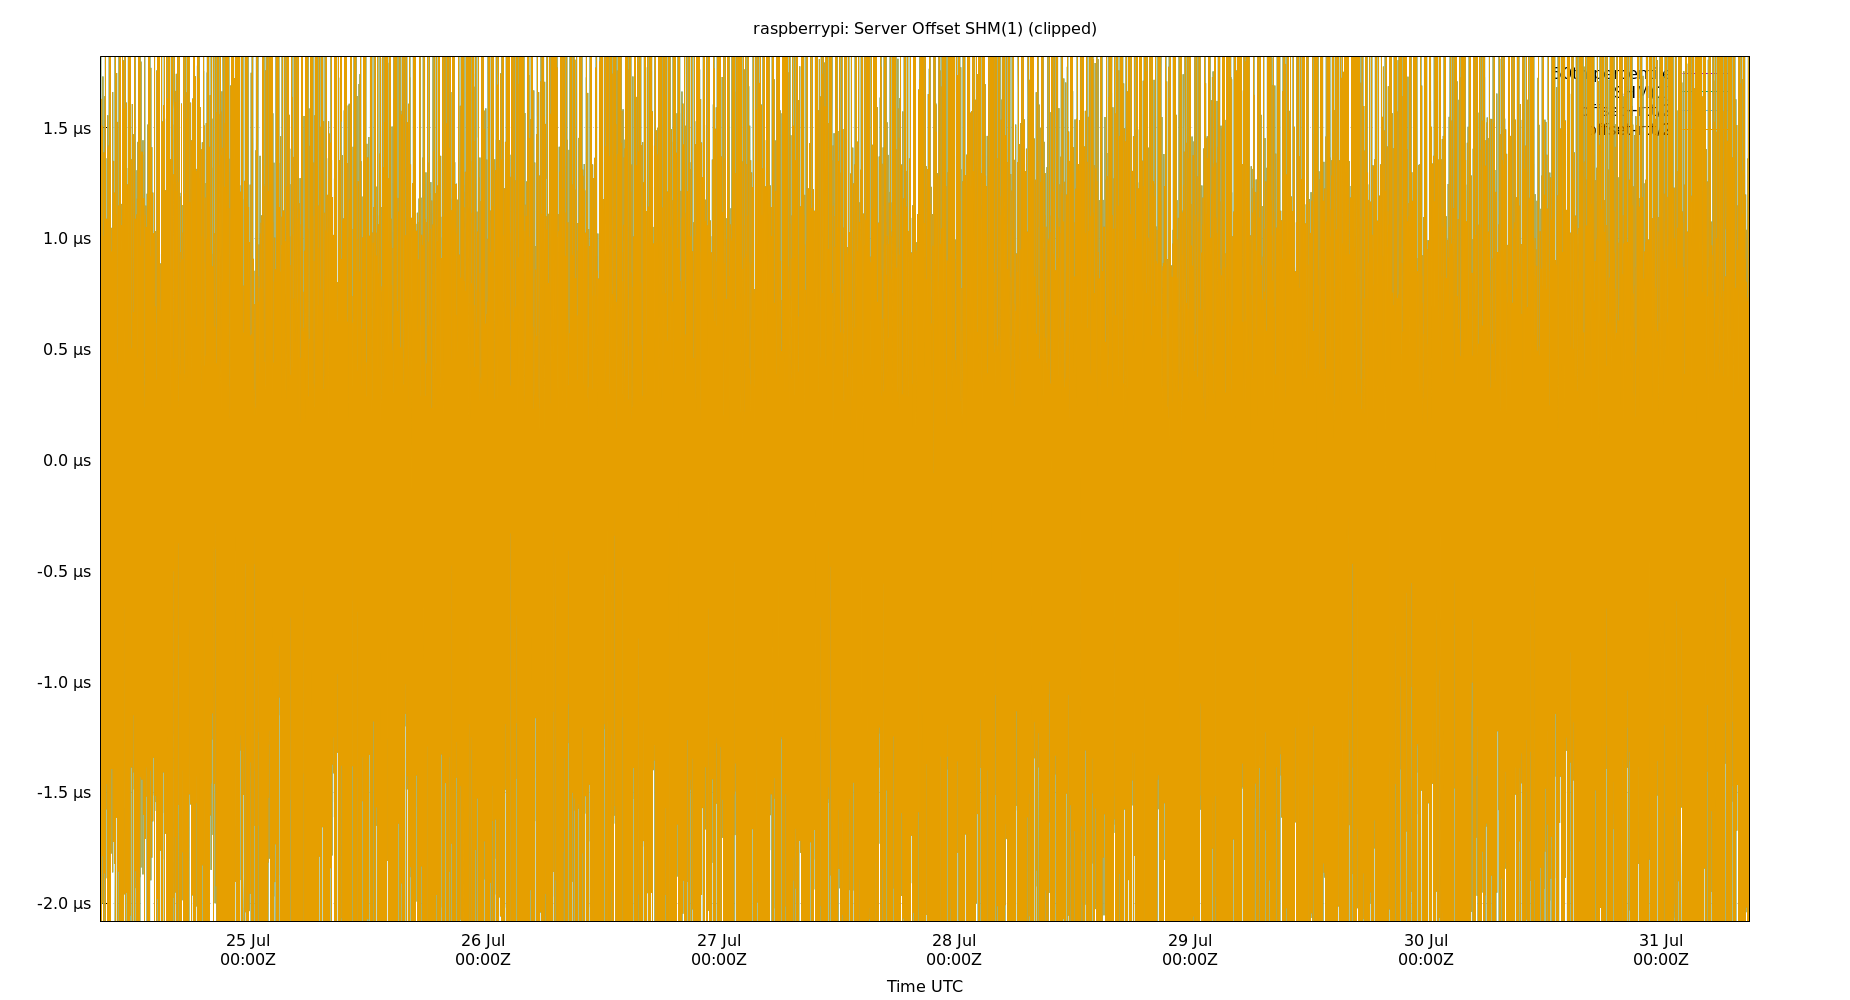 raspberrypi: Server Offset SHM(1) (clipped)
1.5 µs
1.0 µs
0.5 µs
0.0 µs
-0.5 µs
-1.0 µs
-1.5 µs
-2.0 µs
25 Jul 26 Jul 27 Jul 28 Jul 29 Jul 30 Jul 31 Jul
00:00Z 00:00Z 00:00Z 00:00Z 00:00Z 00:00Z 00:00Z
Time UTC